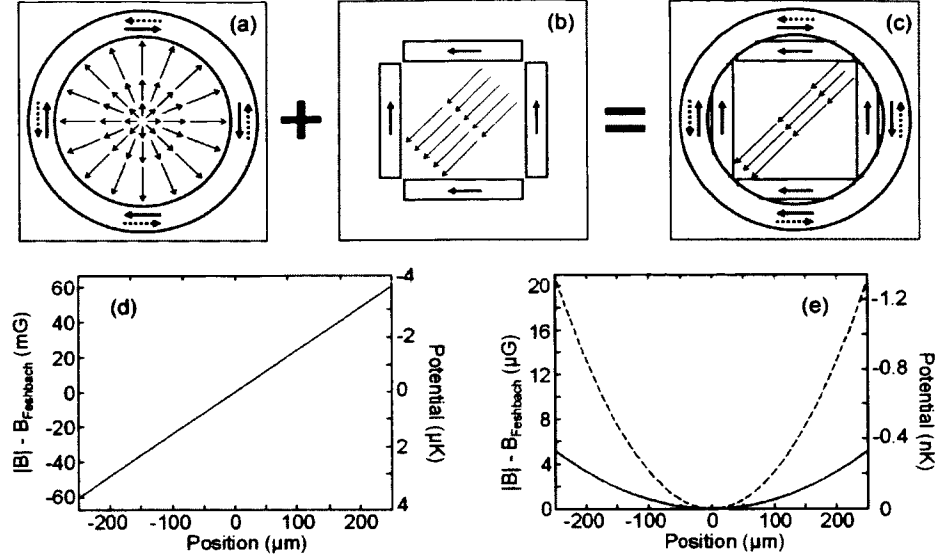 (a)
+
(b)
=
(c)
(d)
|B| - B_Feshbach (mG)
60
40
20
0
-20
-40
-60
-4
-2
0
2
4
Potential (µK)
-200 -100 0 100 200
Position (µm)
(e)
|B| - B_Feshbach (µG)
20
16
12
8
4
0
-1.2
-0.8
-0.4
0
Potential (nK)
-200 -100 0 100 200
Position (µm)